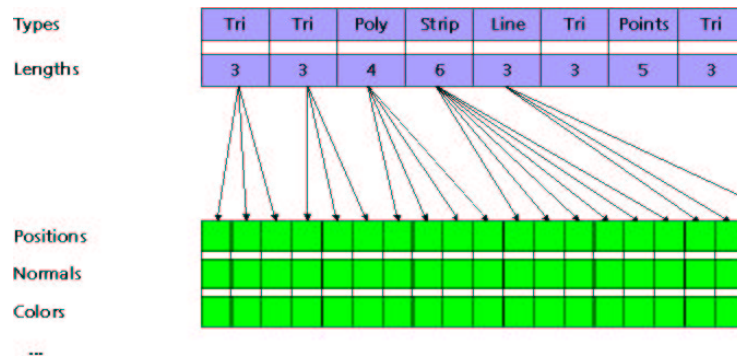 Types Tri Tri Poly Strip Line Tri Points Tri
Lengths 3 3 4 6 3 3 5 3
Positions
Normals
Colors
...